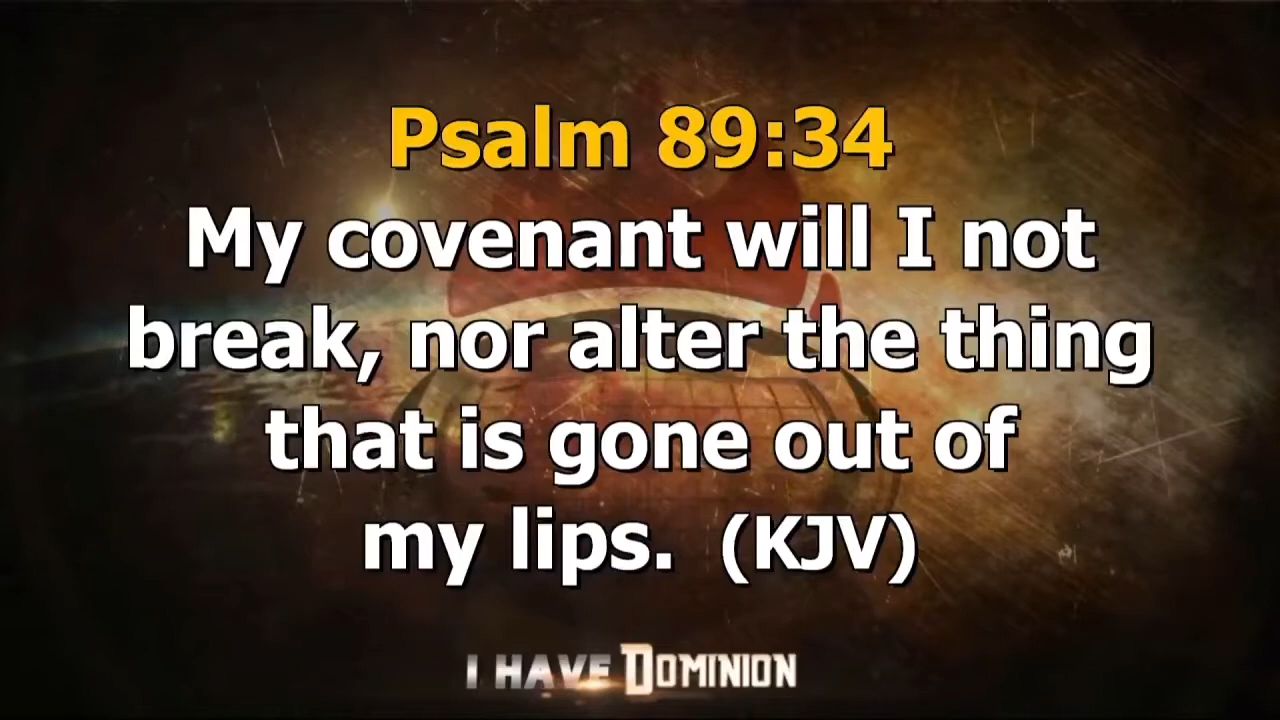 Psalm 89:34
My covenant will I not
break, nor alter the thing
that is gone out of
my lips. (KJV)
I HAVE DOMINION